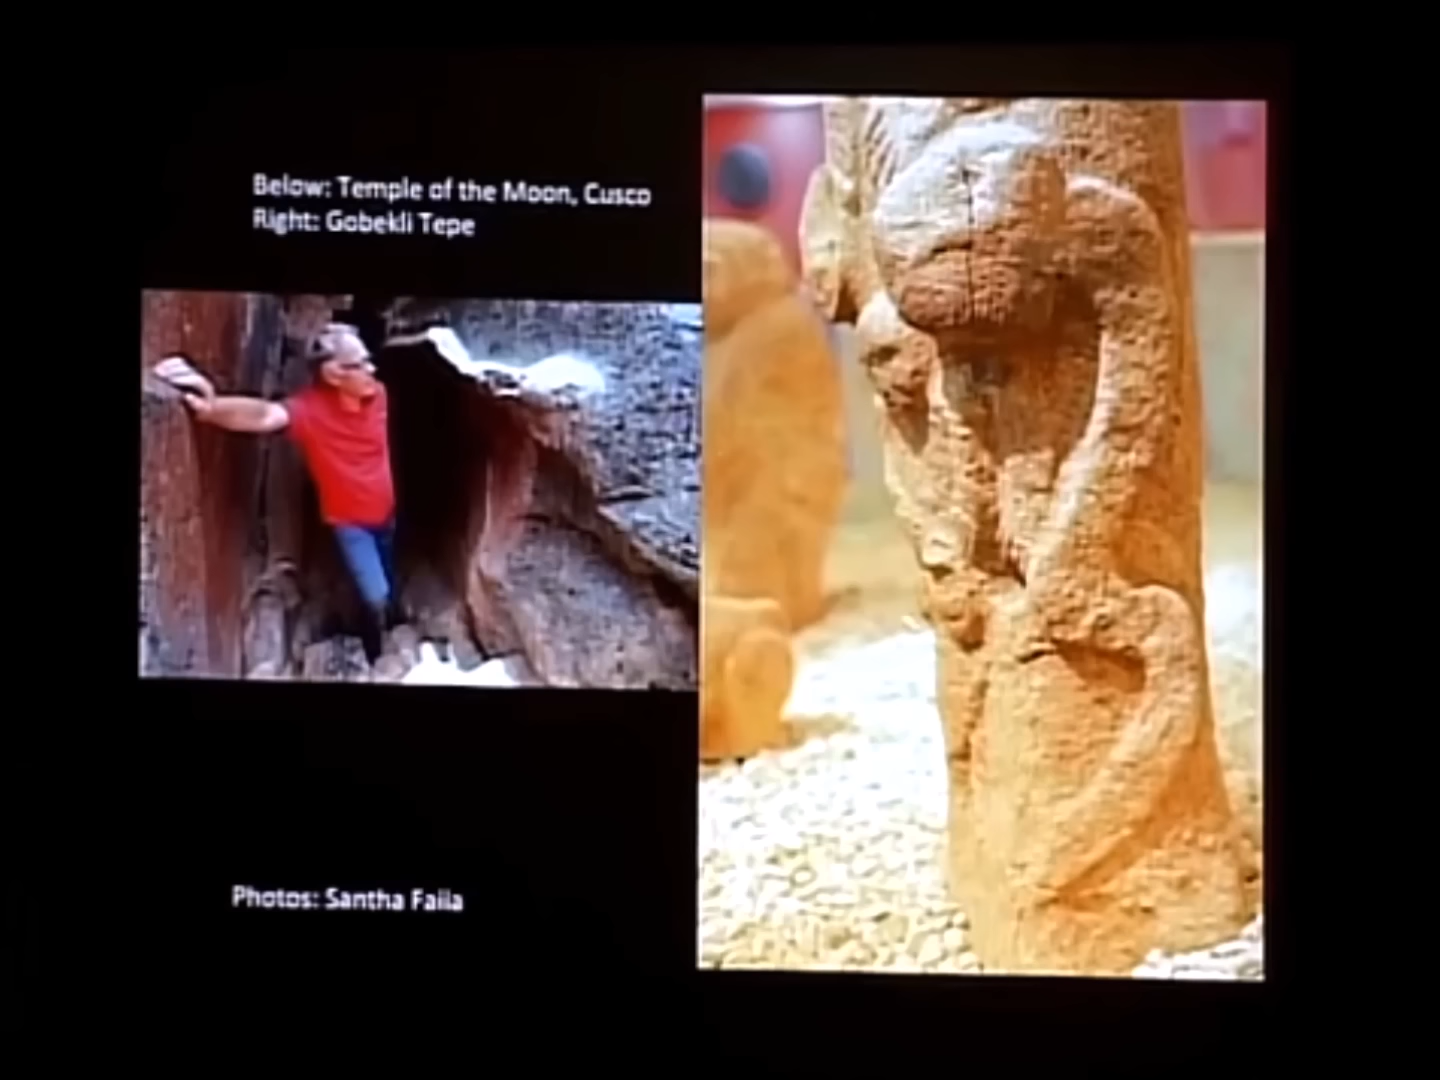 Below: Temple of the Moon, Cusco
Right: Gobekli Tepe
Photos: Santha Faiia